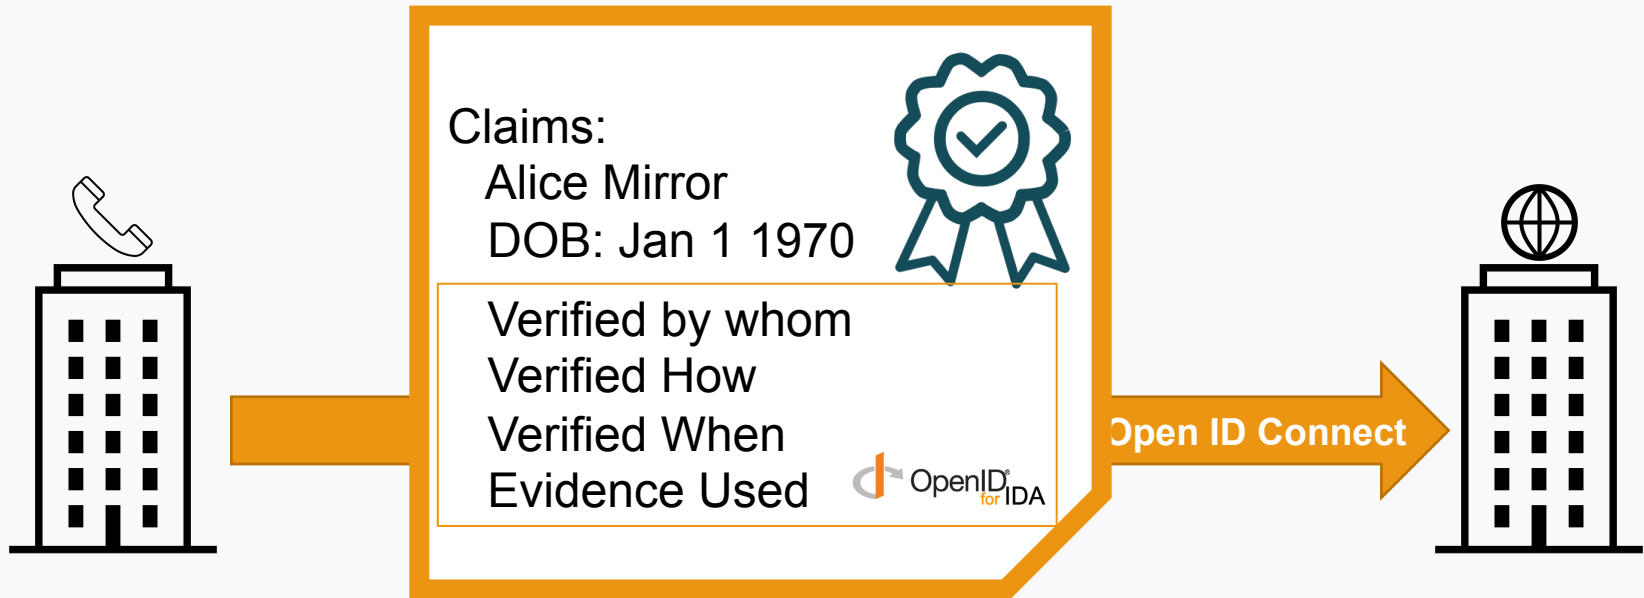 Claims:
Alice Mirror
DOB: Jan 1 1970
Verified by whom
Verified How
Verified When
Evidence Used
OpenID®
for IDA
Open ID Connect